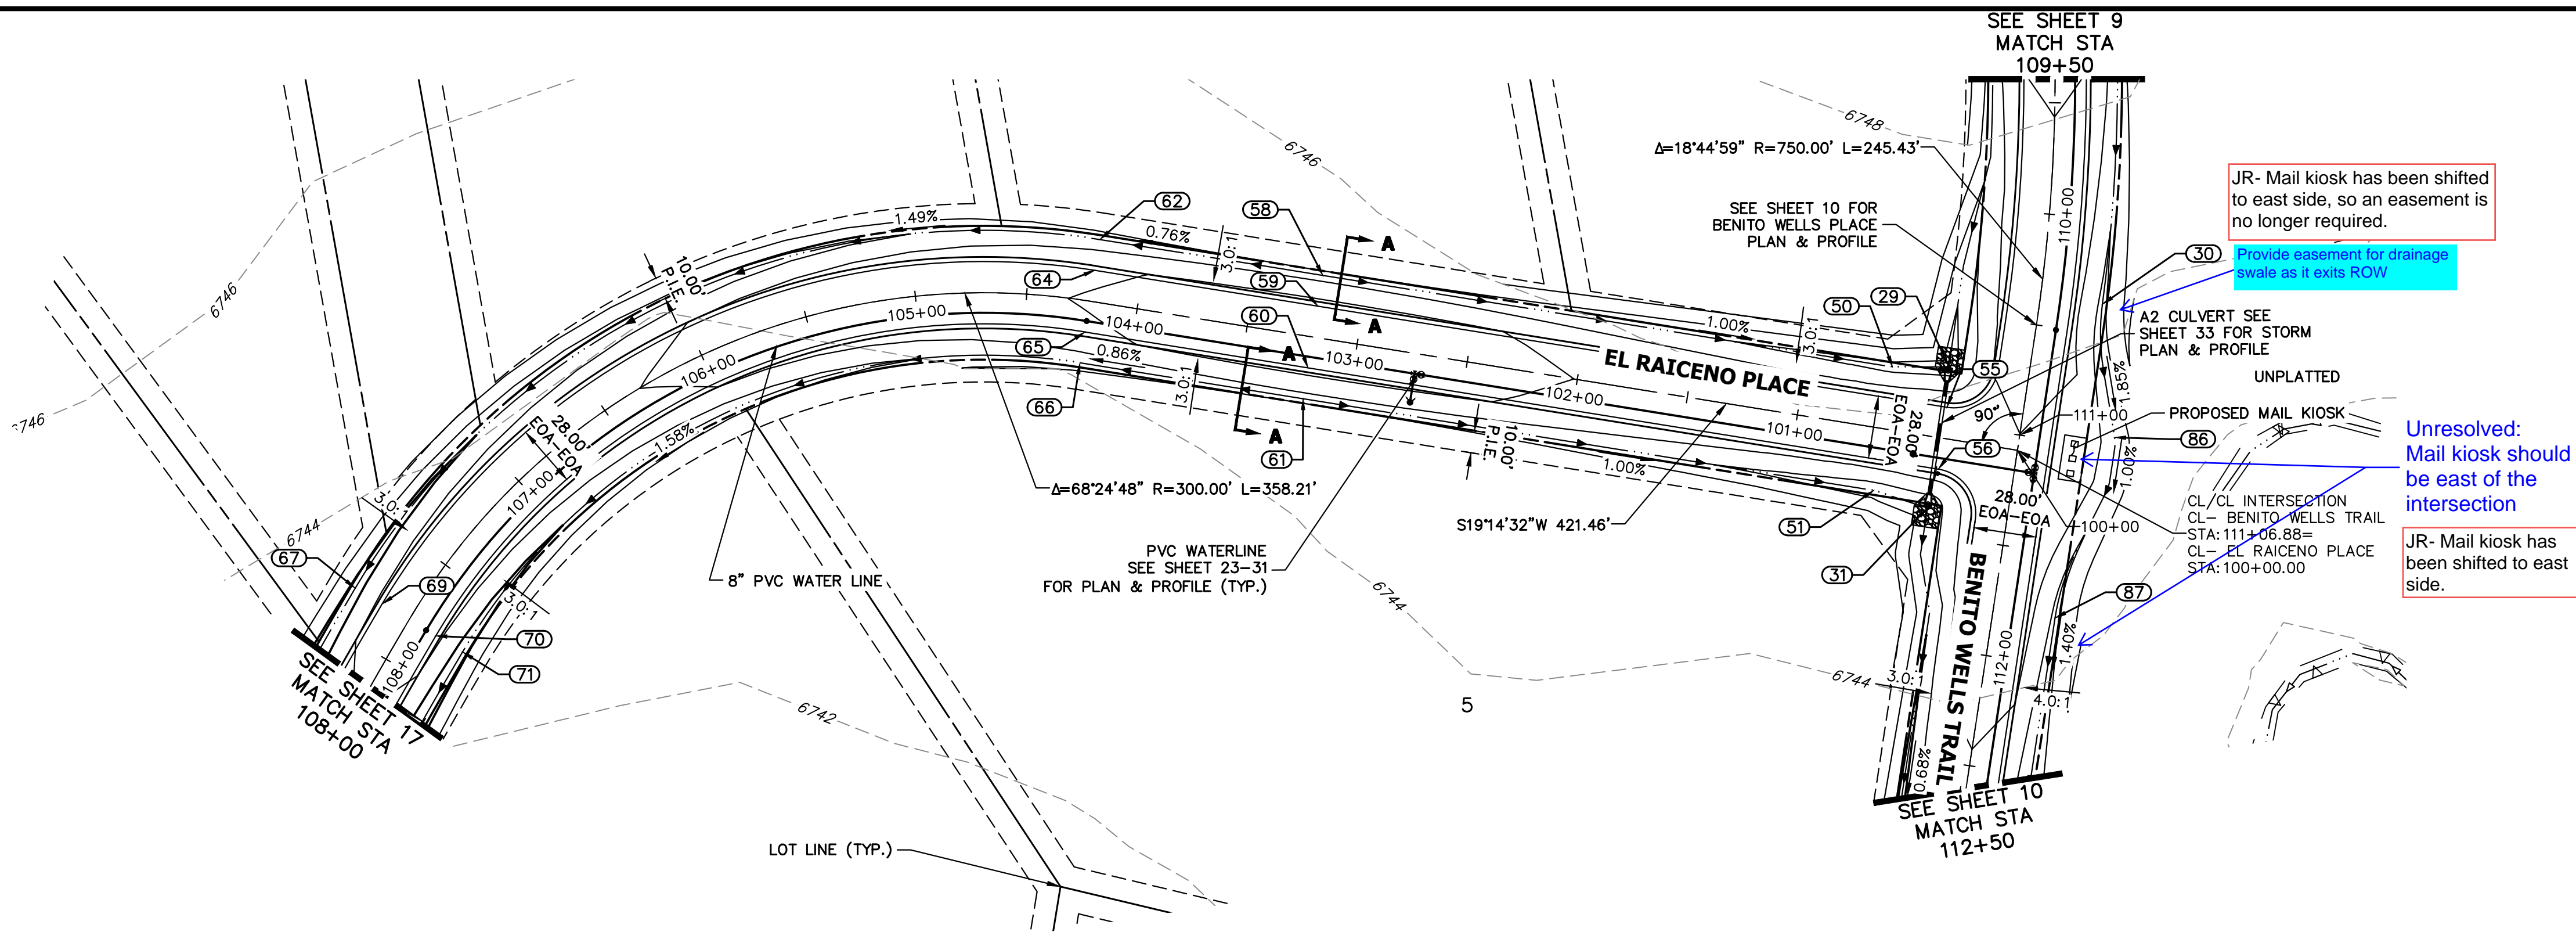 SEE SHEET 9
MATCH STA
109+50
6748
Δ=18°44'59" R=750.00' L=245.43'
6746
JR- Mail kiosk has been shifted
to east side, so an easement is
no longer required.
SEE SHEET 10 FOR
BENITO WELLS PLACE
PLAN & PROFILE
110+00
30
Provide easement for drainage
swale as it exits ROW
62
58
1.49%
0.76%
3.0:1
A
A
10.00'
P.I.E.
64
59
50
29
6746
105+00
104+00
60
1.00%
3.0:1
A2 CULVERT SEE
SHEET 33 FOR STORM
PLAN & PROFILE
65
0.86%
A
103+00
EL RAICENO PLACE
55
1.85%
UNPLATTED
106+00
3.0:1
102+00
28.00'
EOA-EOA
90°
111+00
PROPOSED MAIL KIOSK
66
6746
28.00'
EOA-EOA
1.58%
A
10.00'
P.I.E.
101+00
56
86
Unresolved:
Mail kiosk should
be east of the
intersection
61
1.00%
1.00%
107+00
Δ=68°24'48" R=300.00' L=358.21'
28.00'
EOA-EOA
CL/CL INTERSECTION
CL- BENITO WELLS TRAIL
STA:111+06.88=
CL- EL RAICENO PLACE
STA:100+00.00
3.0:1
S19°14'32"W 421.46'
51
100+00
6744
JR- Mail kiosk has
been shifted to east
side.
67
69
8" PVC WATER LINE
PVC WATERLINE
SEE SHEET 23-31
FOR PLAN & PROFILE (TYP.)
31
87
3.0:1
6744
70
BENITO WELLS TRAIL
1.40%
108+00
71
112+00
6744
3.0:1
4.0:1
SEE SHEET 17
MATCH STA
108+00
6742
5
0.68%
SEE SHEET 10
MATCH STA
112+50
LOT LINE (TYP.)